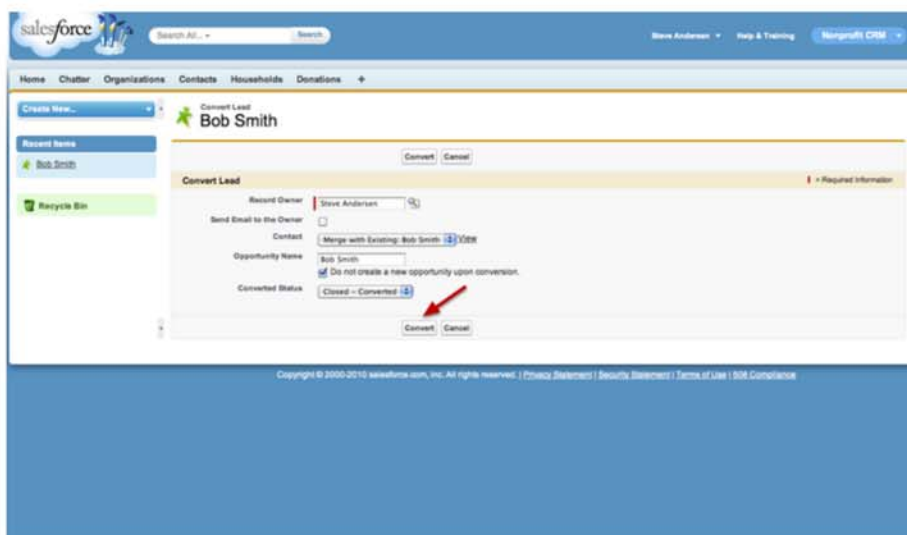 salesforce
Search All...
Search
Steve Andersen
Help & Training
Nonprofit CRM
Home Chatter Organizations Contacts Households Donations +
Create New...
Convert Lead
Bob Smith
Recent Items
Bob Smith
Recycle Bin
Convert Cancel
Convert Lead
= Required Information
Record Owner Steve Andersen
Send Email to the Owner
Contact Merge with Existing: Bob Smith View
Opportunity Name Bob Smith
Do not create a new opportunity upon conversion.
Converted Status Closed – Converted
Convert Cancel
Copyright © 2000-2010 salesforce.com, inc. All rights reserved. | Privacy Statement | Security Statement | Terms of Use | 508 Compliance